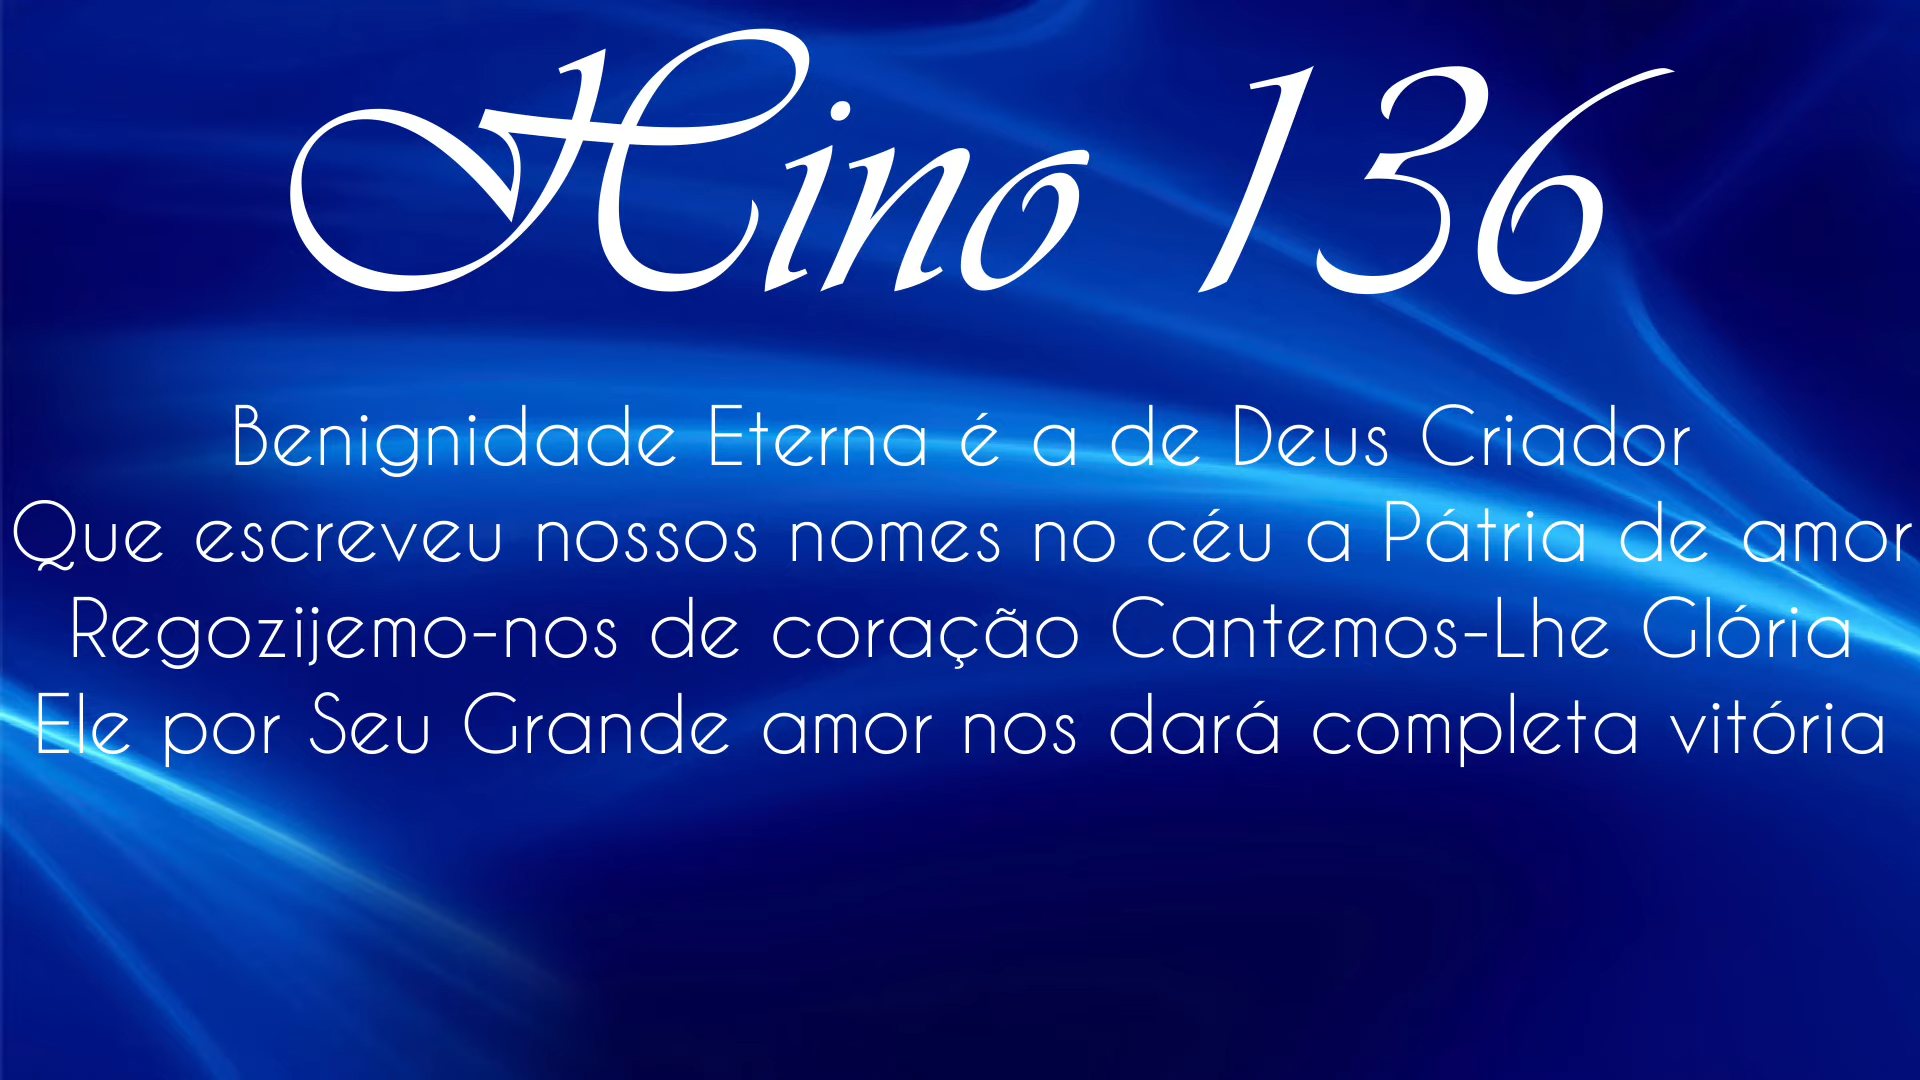 Hino 136
Benignidade Eterna é a de Deus Criador
Que escreveu nossos nomes no céu a Pátria de amor
Regozijemo-nos de coração Cantemos-Lhe Glória
Ele por Seu Grande amor nos dará completa vitória